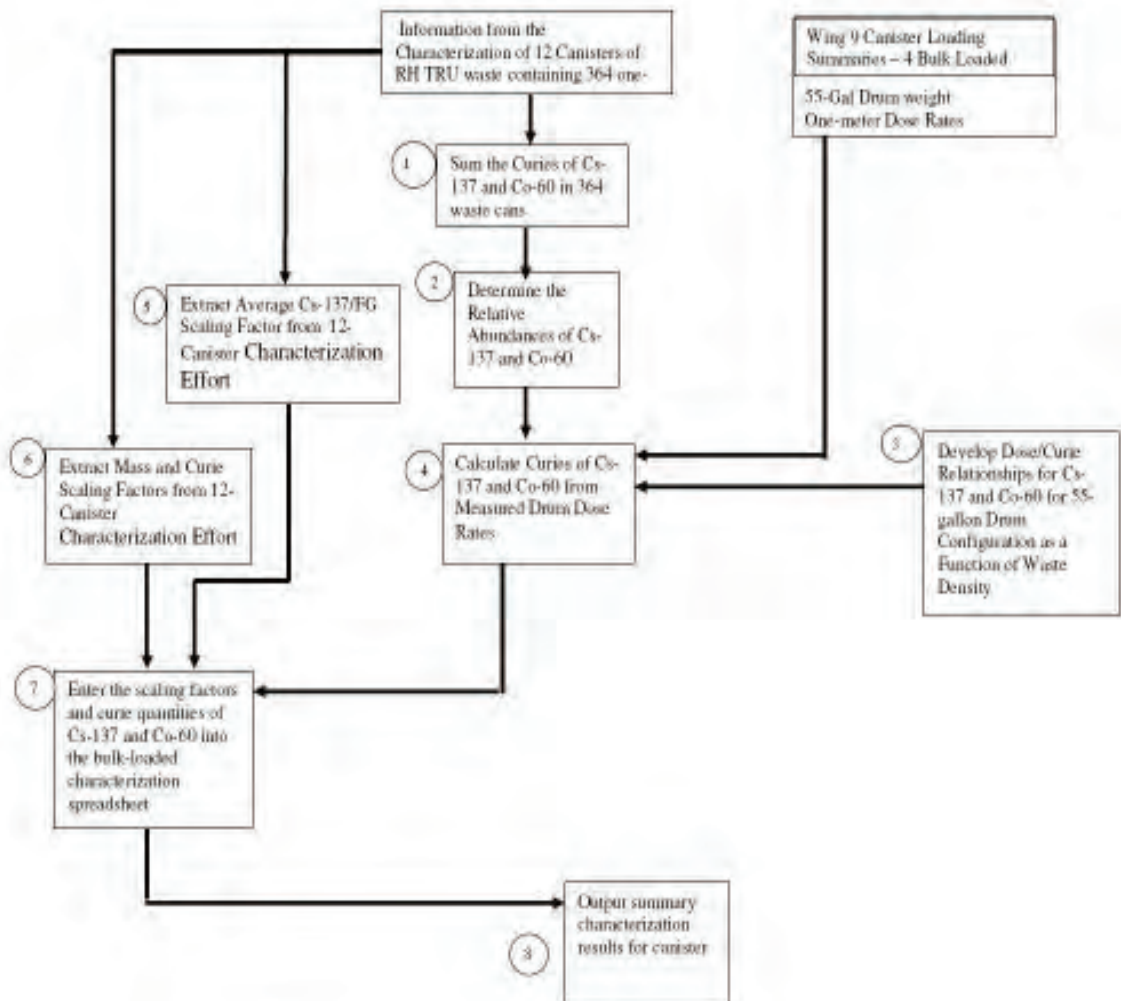 Information from the
Characterization of 12 Canisters of
RH TRU waste containing 364 one-
Wing 9 Canister Loading
Summaries – 4 Bulk Loaded
55-Gal Drum weight
One-meter Dose Rates
1
Sum the Curies of Cs-
137 and Co-60 in 364
waste cans
2
Determine the
Relative
Abundances of Cs-
137 and Co-60
5
Extract Average Cs-137/FG
Scaling Factor from 12-
Canister Characterization
Effort
6
Extract Mass and Curie
Scaling Factors from 12-
Canister
Characterization Effort
4
Calculate Curies of Cs-
137 and Co-60 from
Measured Drum Dose
Rates
Develop Dose/Curie
Relationships for Cs-
137 and Co-60 for 55-
gallon Drum
Configuration as a
Function of Waste
Density
7
Enter the scaling factors
and curie quantities of
Cs-137 and Co-60 into
the bulk-loaded
characterization
spreadsheet
8
Output summary
characterization
results for canister